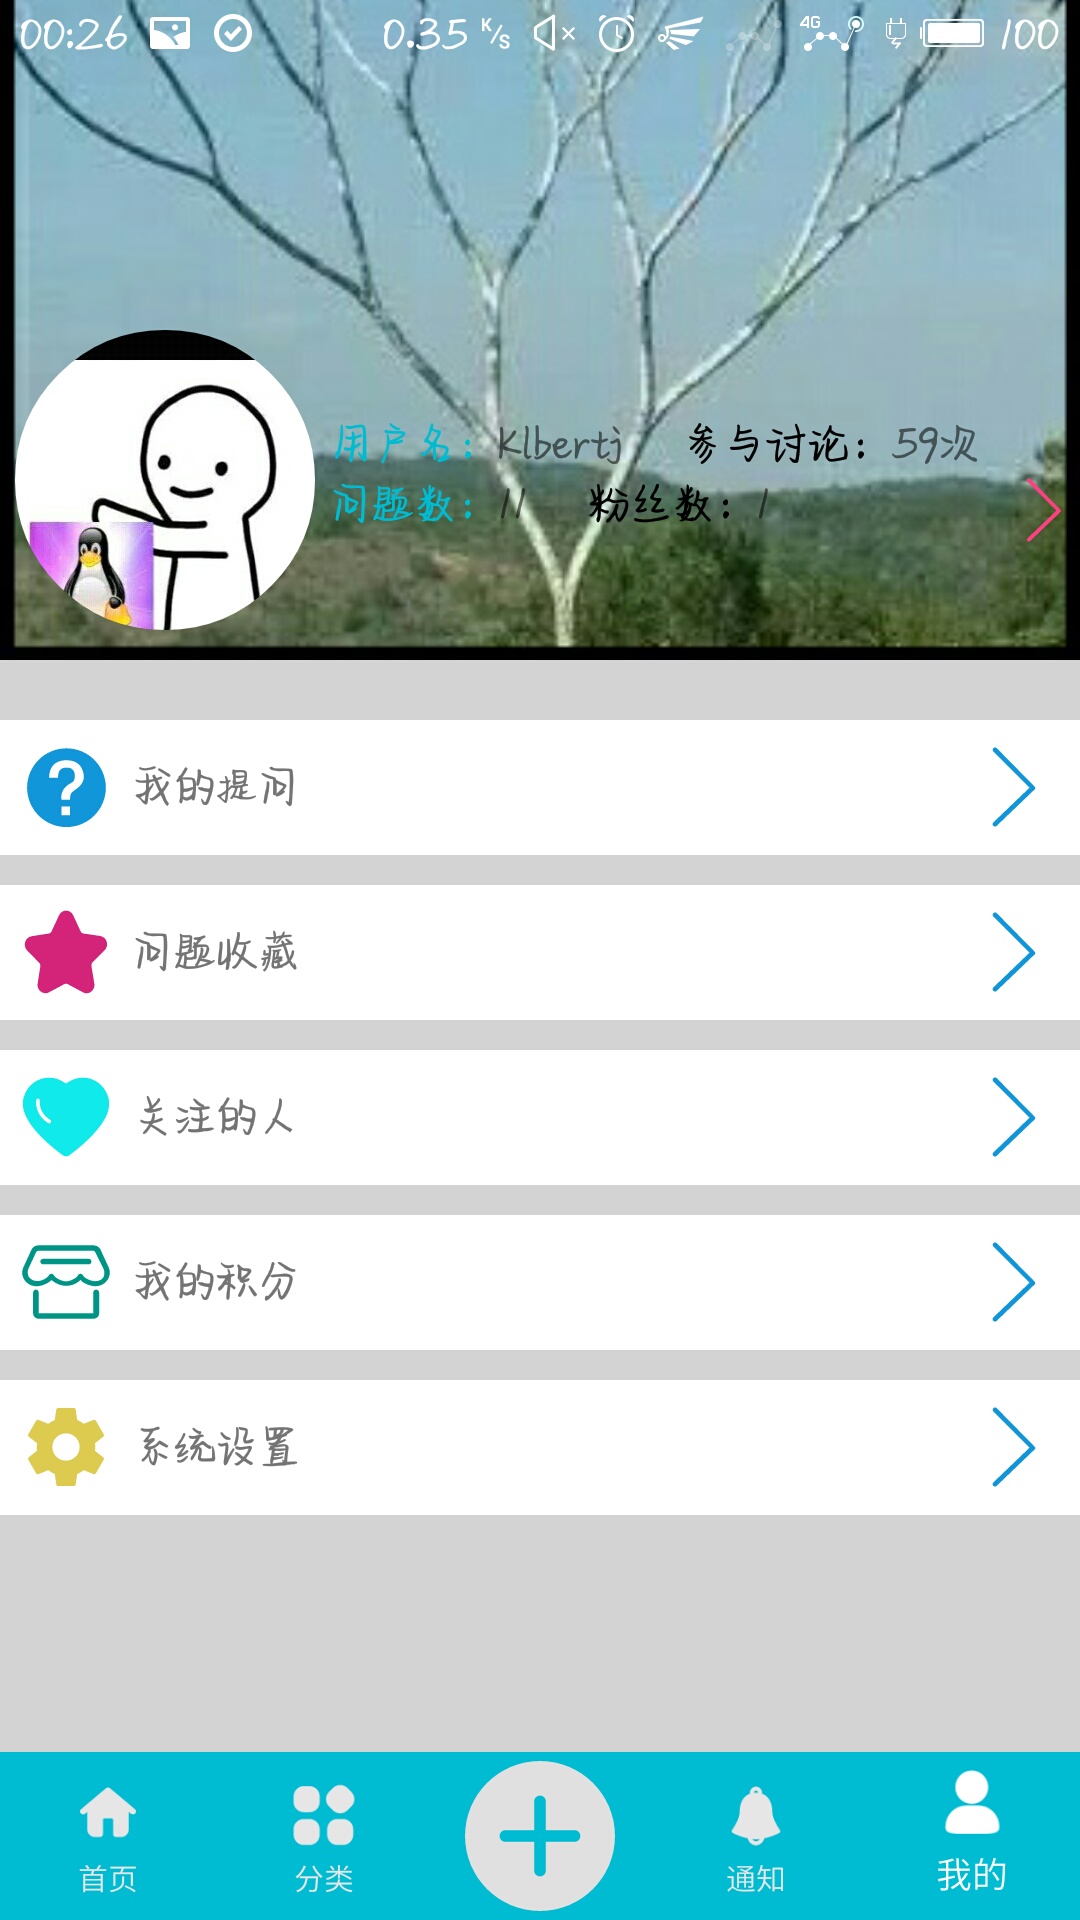 00:26 0.35 K/s 4G 100
用户名：Klbertj 参与讨论：59次
问题数：11 粉丝数：1
我的提问
问题收藏
关注的人
我的积分
系统设置
首页 分类 通知 我的